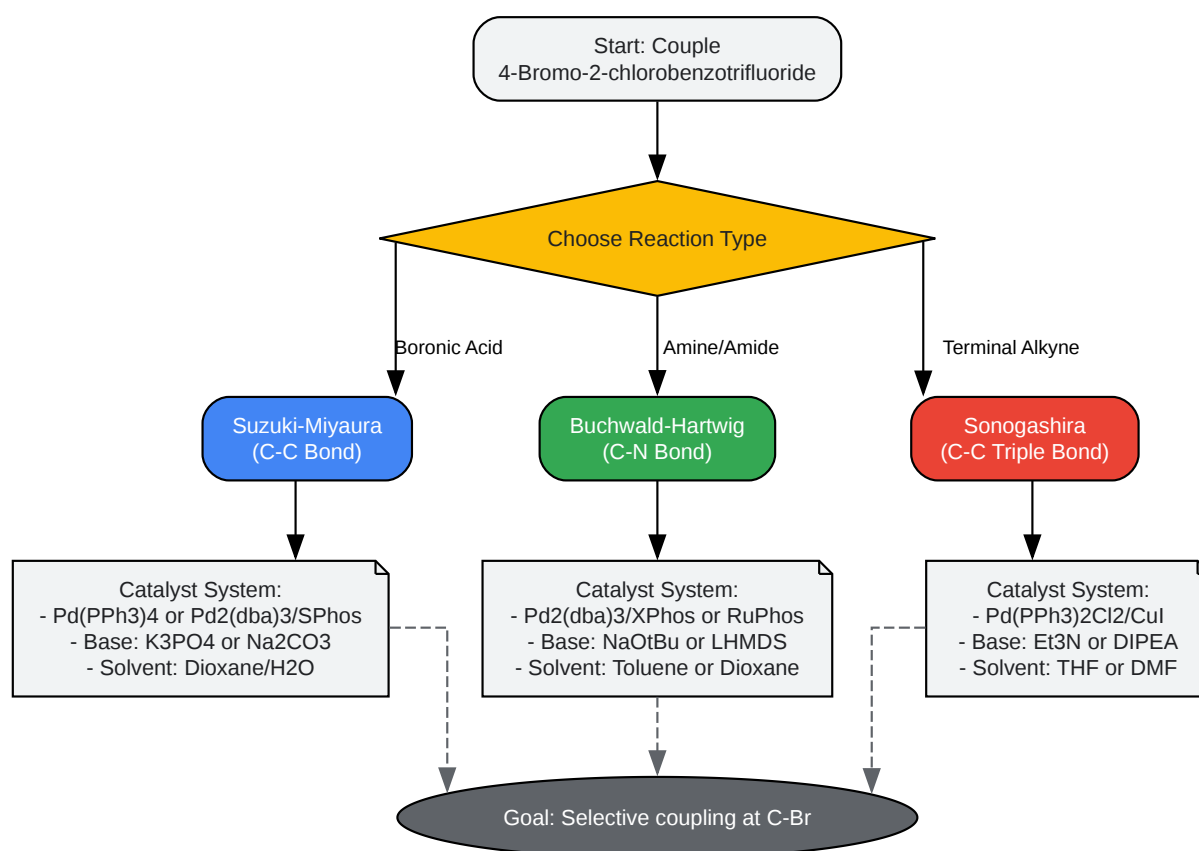 Start: Couple
4-Bromo-2-chlorobenzotrifluoride
Choose Reaction Type
Boronic Acid
Amine/Amide
Terminal Alkyne
Suzuki-Miyaura
(C-C Bond)
Buchwald-Hartwig
(C-N Bond)
Sonogashira
(C-C Triple Bond)
Catalyst System:
- Pd(PPh3)4 or Pd2(dba)3/SPhos
- Base: K3PO4 or Na2CO3
- Solvent: Dioxane/H2O
Catalyst System:
- Pd2(dba)3/XPhos or RuPhos
- Base: NaOtBu or LHMDS
- Solvent: Toluene or Dioxane
Catalyst System:
- Pd(PPh3)2Cl2/CuI
- Base: Et3N or DIPEA
- Solvent: THF or DMF
Goal: Selective coupling at C-Br